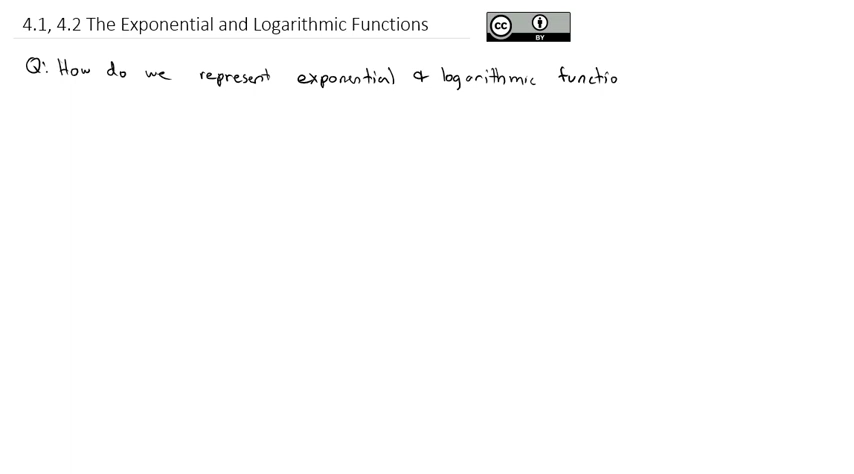 4.1, 4.2 The Exponential and Logarithmic Functions
CC BY
Q: How do we represent exponential & logarithmic functio